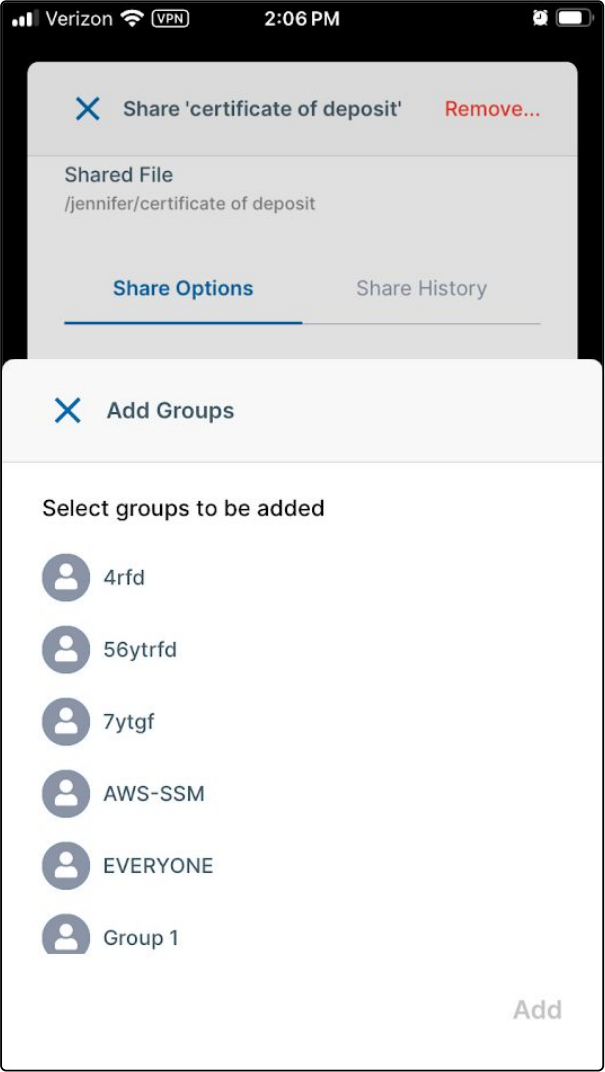 Verizon VPN 2:06 PM
Share 'certificate of deposit' Remove...
Shared File
/jennifer/certificate of deposit
Share Options Share History
Add Groups
Select groups to be added
4rfd
56ytrfd
7ytgf
AWS-SSM
EVERYONE
Group 1
Add